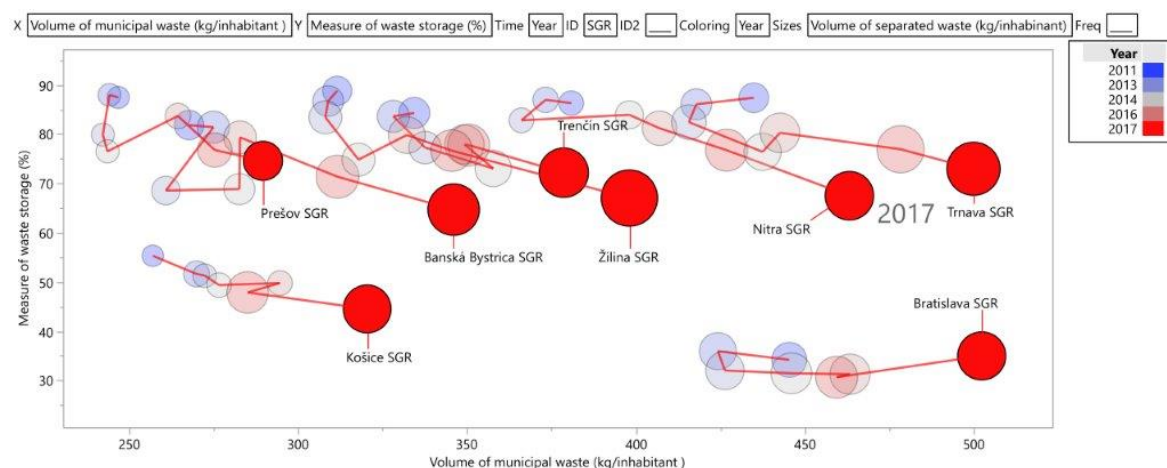 X Volume of municipal waste (kg/inhabitant ) Y Measure of waste storage (%) Time Year ID SGR ID2 Coloring Year Sizes Volume of separated waste (kg/inhabinant) Freq
Year
2011
2013
2014
2016
2017
90
80
70
60
50
40
30
Measure of waste storage (%)
Trenčín SGR
Prešov SGR
2017
Trnava SGR
Nitra SGR
Banská Bystrica SGR
Žilina SGR
Bratislava SGR
Košice SGR
250 300 350 400 450 500
Volume of municipal waste (kg/inhabitant )